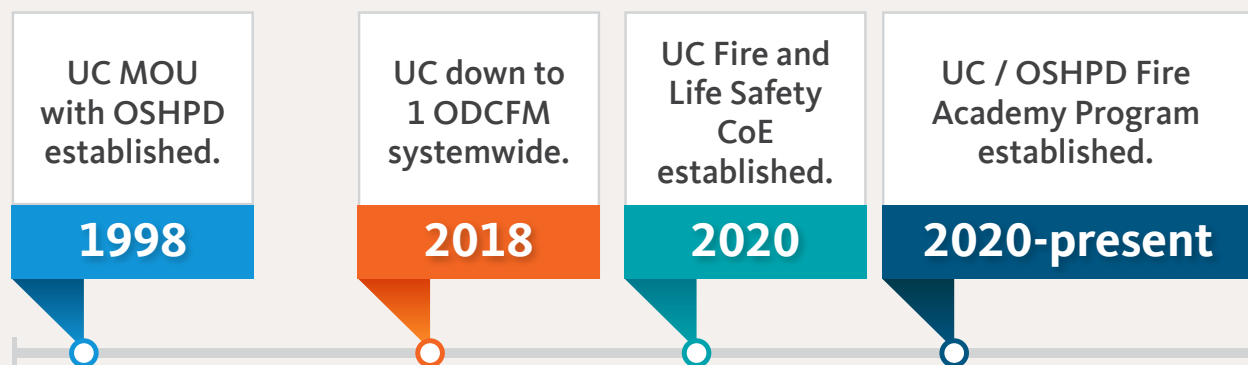 UC MOU
with OSHPD
established.
1998
UC down to
1 ODCFM
systemwide.
2018
UC Fire and
Life Safety
CoE
established.
2020
UC / OSHPD Fire
Academy Program
established.
2020-present